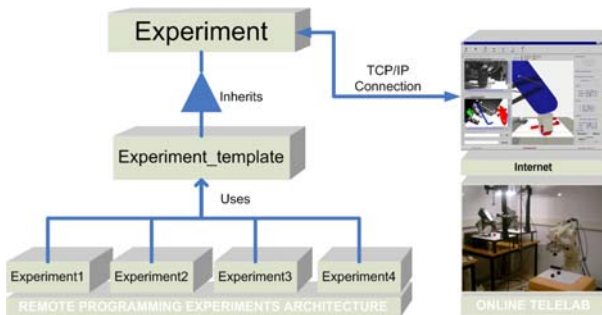 Experiment
TCP/IP
Connection
Inherits
Experiment_template
Internet
Uses
Experiment1
Experiment2
Experiment3
Experiment4
REMOTE PROGRAMMING EXPERIMENTS ARCHITECTURE
ONLINE TELELAB